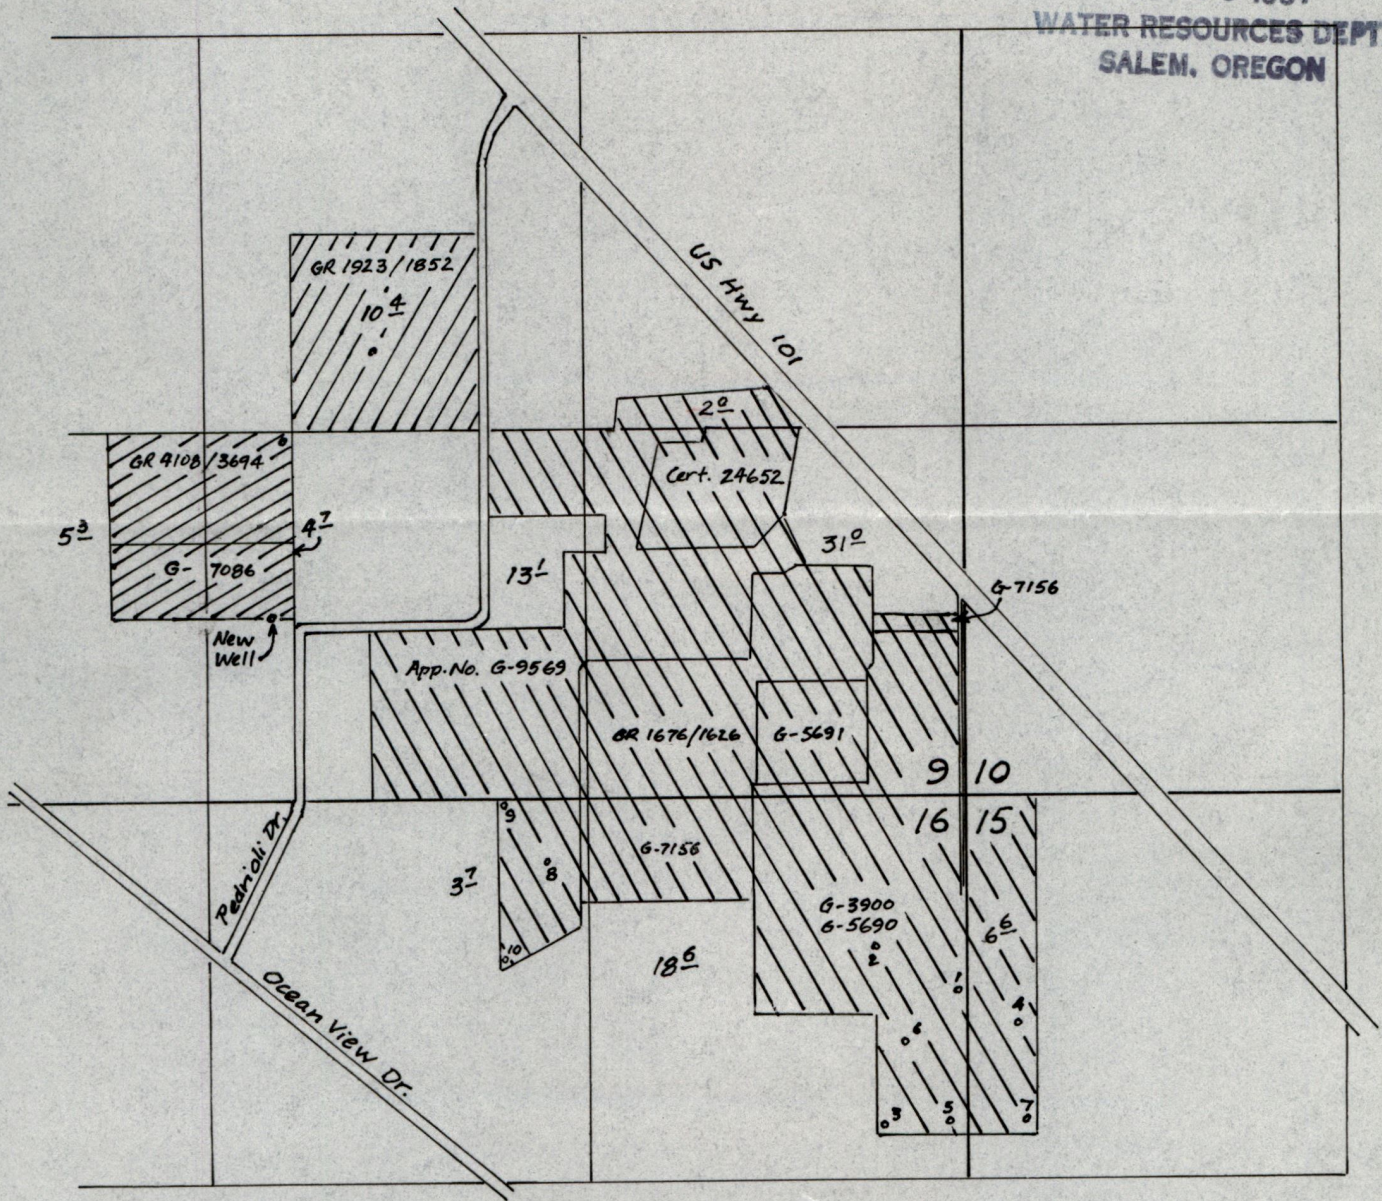 WATER RESOURCES DEPT
SALEM, OREGON
US Hwy 101
GR 1923/1852
10 4
1
2 0
Cert. 24652
GR 4108/3694
5 3
4 7
G- 7086
31 0
13 1
G-7156
New
Well
App. No. G-9569
GR 1676/1626
G-5691
9 10
16 15
Pedrioli Dr.
9
8
10
3 7
G-7156
G-3900
G-5690
2
6 6
18 6
1
4
6
Ocean View Dr.
3
5
7